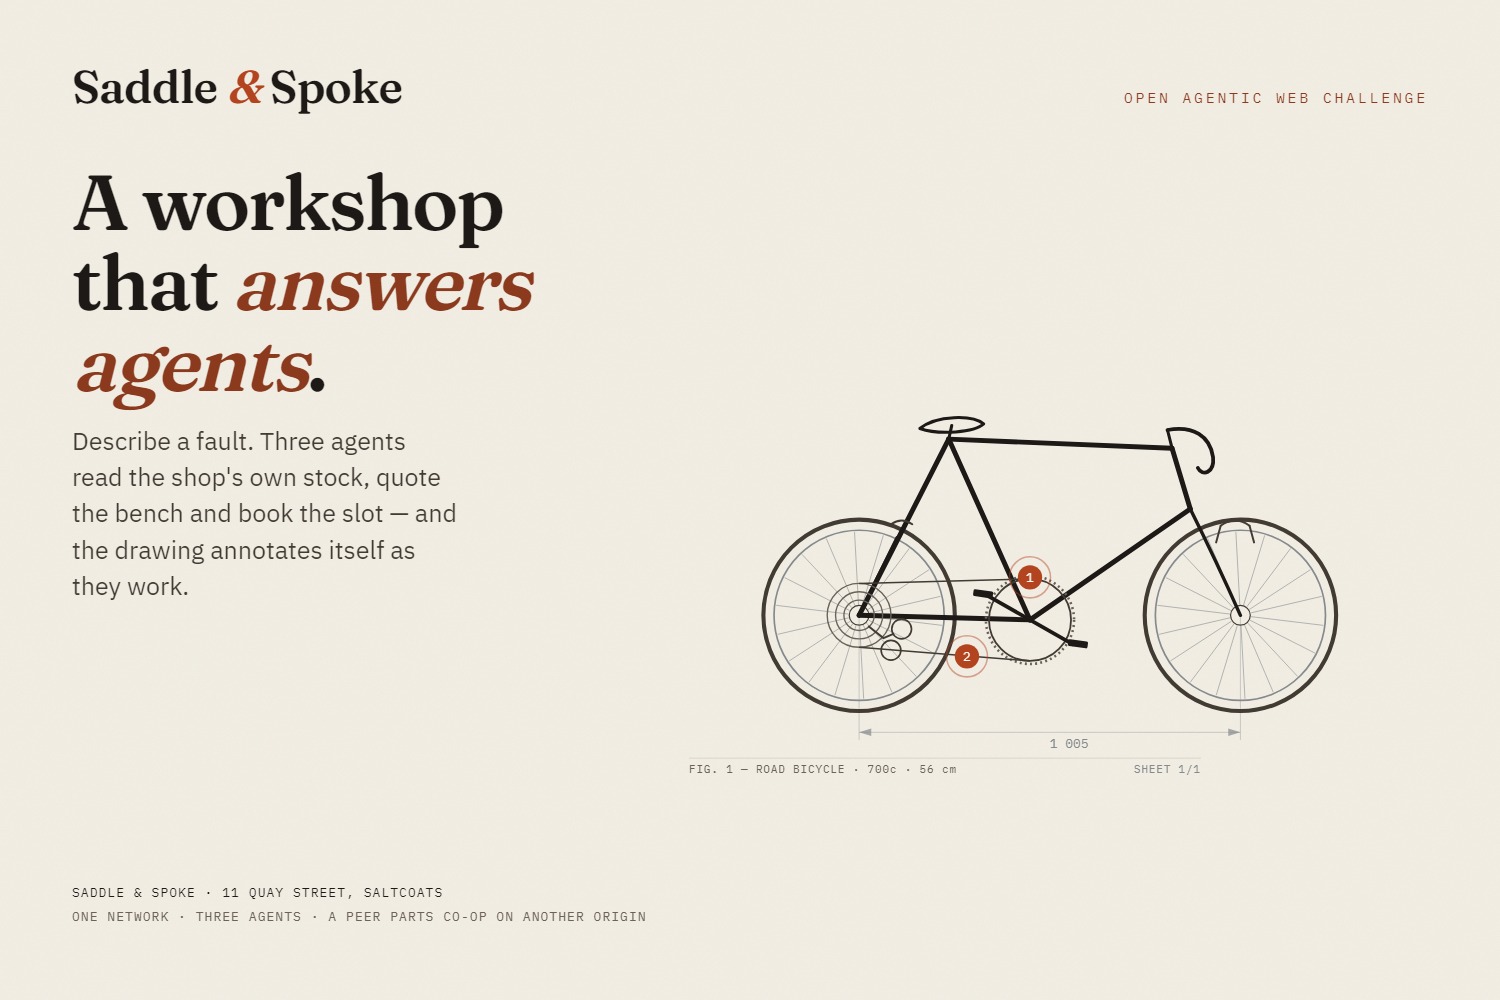 Saddle & Spoke
OPEN AGENTIC WEB CHALLENGE
A workshop
that answers
agents.
Describe a fault. Three agents
read the shop's own stock, quote
the bench and book the slot — and
the drawing annotates itself as
they work.
1
2
1 005
FIG. 1 — ROAD BICYCLE · 700c · 56 cm
SHEET 1/1
SADDLE & SPOKE · 11 QUAY STREET, SALTCOATS
ONE NETWORK · THREE AGENTS · A PEER PARTS CO-OP ON ANOTHER ORIGIN